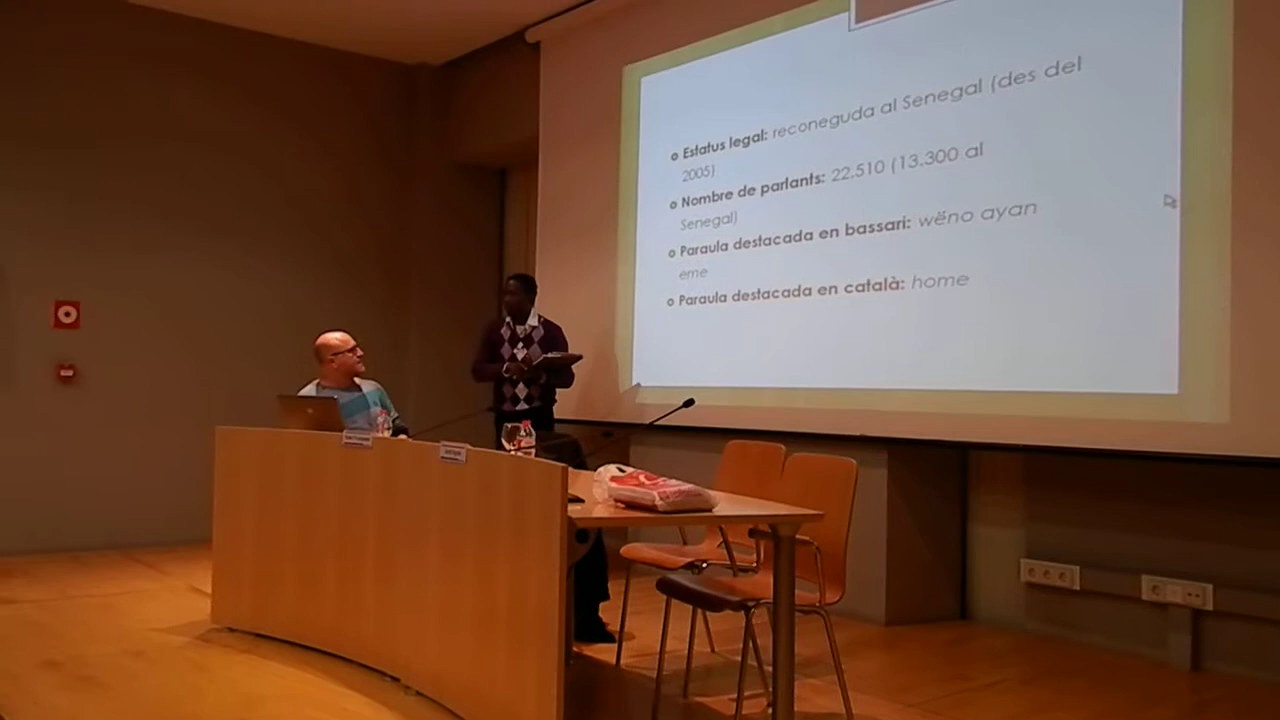 Estatus legal: reconeguda al Senegal (des del
2005)
Nombre de parlants: 22.510 (13.300 al
Senegal)
Paraula destacada en bassari: wëno ayan
eme
Paraula destacada en català: home